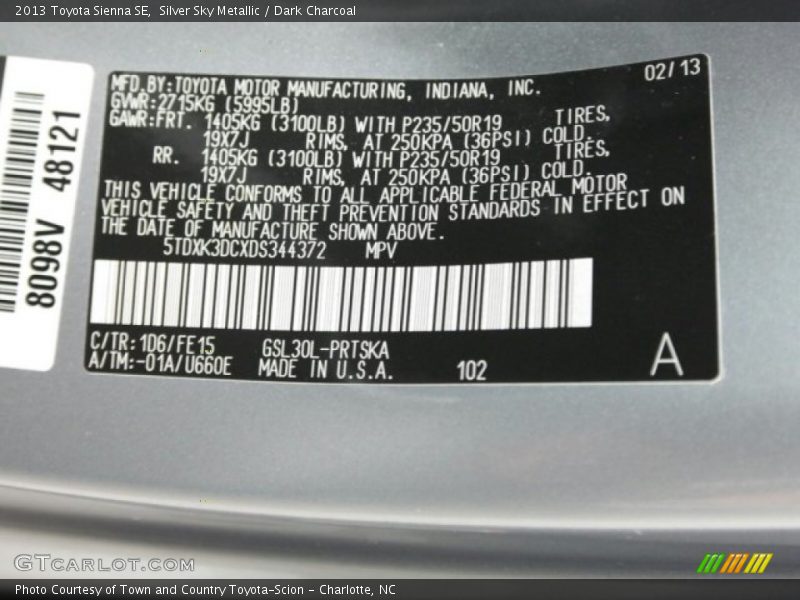 2013 Toyota Sienna SE,  Silver Sky Metallic / Dark Charcoal
8098V 48121
02/13
MFD.BY:TOYOTA MOTOR MANUFACTURING, INDIANA, INC.
GVWR:2715KG (5995LB)
GAWR:FRT. 1405KG (3100LB) WITH P235/50R19 TIRES,
19X7J RIMS, AT 250KPA (36PSI) COLD.
RR. 1405KG (3100LB) WITH P235/50R19 TIRES,
19X7J RIMS, AT 250KPA (36PSI) COLD.
THIS VEHICLE CONFORMS TO ALL APPLICABLE FEDERAL MOTOR
VEHICLE SAFETY AND THEFT PREVENTION STANDARDS IN EFFECT ON
THE DATE OF MANUFACTURE SHOWN ABOVE.
5TDXK3DCXDS344372 MPV
C/TR:1D6/FE15 GSL30L-PRTSKA
A/TM:-01A/U660E MADE IN U.S.A. 102 A
GTCARLOT.COM
Photo Courtesy of Town and Country Toyota-Scion - Charlotte, NC